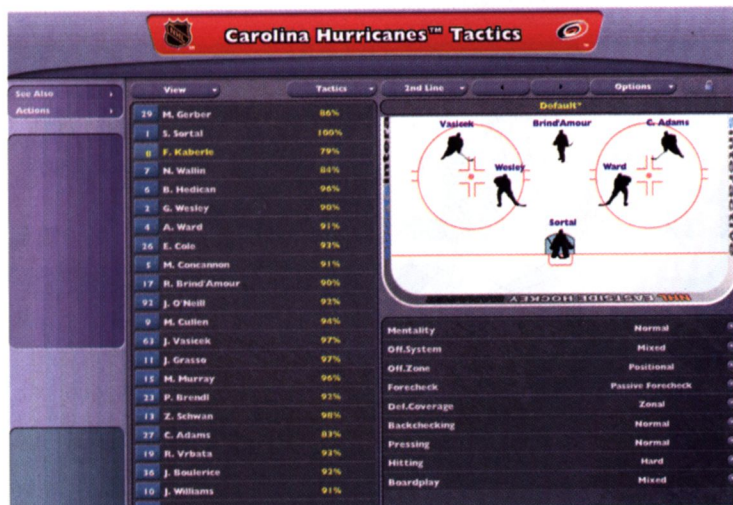 NHL
Carolina Hurricanes™ Tactics
See Also
Actions
View
Tactics
29 M. Gerber 86%
1 S. Sortal 100%
8 F. Kaberle 79%
7 N. Wallin 84%
6 B. Hedican 96%
2 G. Wesley 90%
4 A. Ward 91%
26 E. Cole 92%
5 M. Concannon 91%
17 R. Brind'Amour 90%
92 J. O'Neill 92%
9 M. Cullen 94%
63 J. Vasicek 97%
11 J. Grasso 97%
15 M. Murray 96%
23 P. Brendl 92%
13 Z. Schwan 98%
27 C. Adams 83%
19 R. Vrbata 93%
36 J. Boulerice 92%
10 J. Williams 91%
2nd Line
Options
Default*
Vasicek
Brind'Amour
C. Adams
Wesley
Ward
Sortal
NHL EASTSIDE HOCKEY
Mentality Normal
Off.System Mixed
Off.Zone Positional
Forecheck Passive Forecheck
Def.Coverage Zonal
Backchecking Normal
Pressing Normal
Hitting Hard
Boardplay Mixed